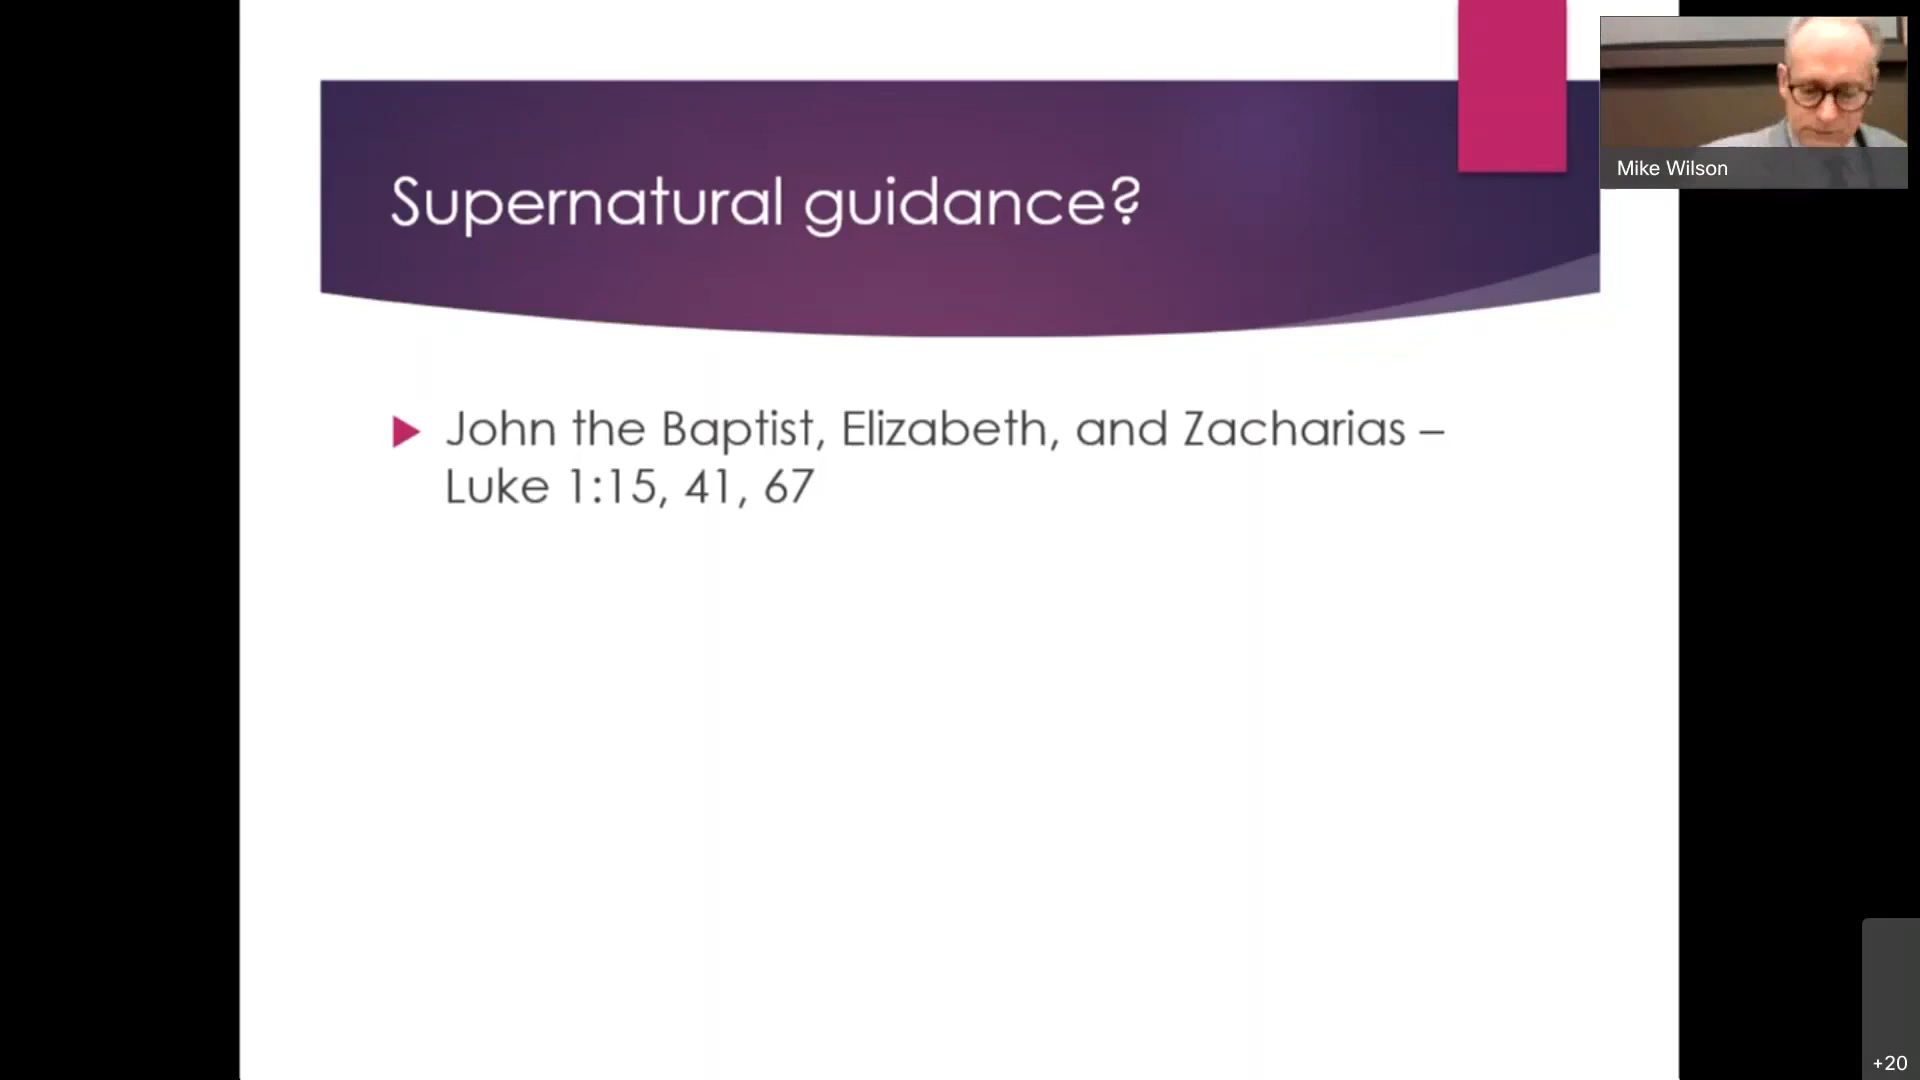 Supernatural guidance?
John the Baptist, Elizabeth, and Zacharias –
Luke 1:15, 41, 67
Mike Wilson
+20